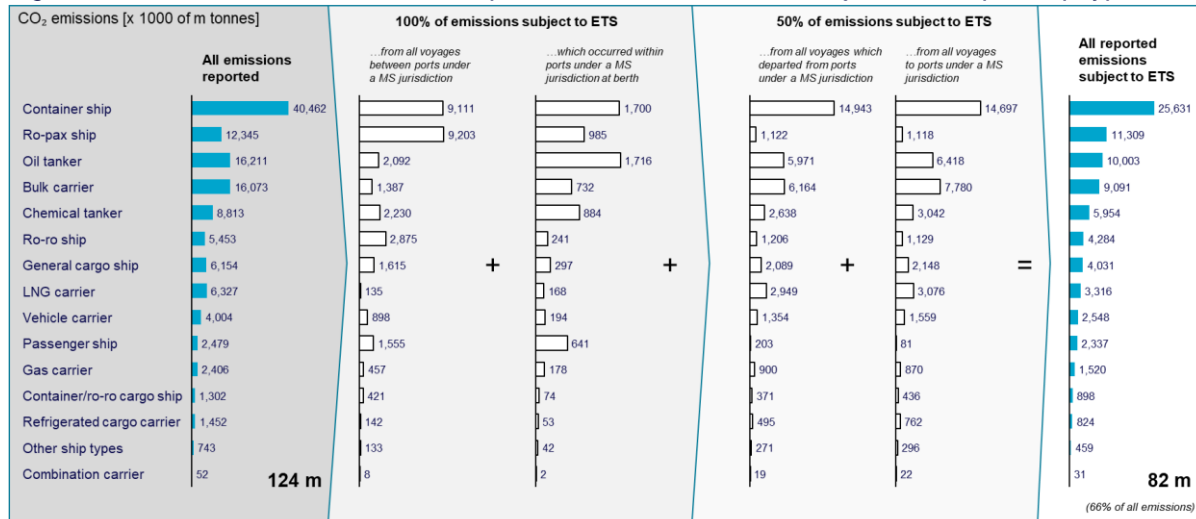 CO₂ emissions [x 1000 of m tonnes]
All emissions
reported
100% of emissions subject to ETS
…from all voyages
between ports under
a MS jurisdiction
…which occurred within
ports under a MS
jurisdiction at berth
50% of emissions subject to ETS
…from all voyages which
departed from ports
under a MS jurisdiction
…from all voyages
to ports under a MS
jurisdiction
All reported
emissions
subject to ETS
Container ship 40,462 9,111 1,700 14,943 14,697 25,631
Ro-pax ship 12,345 9,203 985 1,122 1,118 11,309
Oil tanker 16,211 2,092 1,716 5,971 6,418 10,003
Bulk carrier 16,073 1,387 732 6,164 7,780 9,091
Chemical tanker 8,813 2,230 884 2,638 3,042 5,954
Ro-ro ship 5,453 2,875 241 1,206 1,129 4,284
General cargo ship 6,154 1,615 + 297 + 2,089 + 2,148 = 4,031
LNG carrier 6,327 135 168 2,949 3,076 3,316
Vehicle carrier 4,004 898 194 1,354 1,559 2,548
Passenger ship 2,479 1,555 641 203 81 2,337
Gas carrier 2,406 457 178 900 870 1,520
Container/ro-ro cargo ship 1,302 421 74 371 436 898
Refrigerated cargo carrier 1,452 142 53 495 762 824
Other ship types 743 133 42 271 296 459
Combination carrier 52 8 2 19 22 31
124 m 82 m
(66% of all emissions)